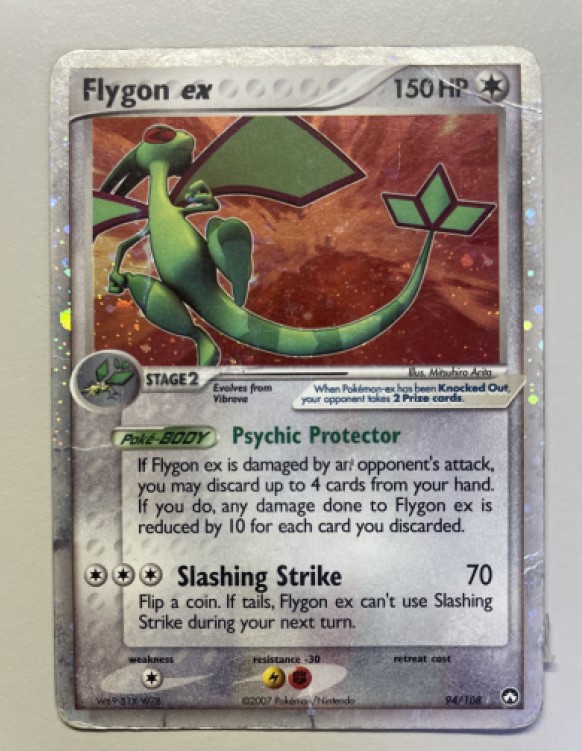 Flygon ex
150 HP
Illus. Mitsuhiro Arita
STAGE 2
Evolves from
Vibrava
When Pokémon-ex has been Knocked Out,
your opponent takes 2 Prize cards.
Poké-BODY Psychic Protector
If Flygon ex is damaged by an opponent's attack,
you may discard up to 4 cards from your hand.
If you do, any damage done to Flygon ex is
reduced by 10 for each card you discarded.
Slashing Strike 70
Flip a coin. If tails, Flygon ex can't use Slashing
Strike during your next turn.
weakness
resistance -30
retreat cost
©2007 Pokémon/Nintendo
94/108